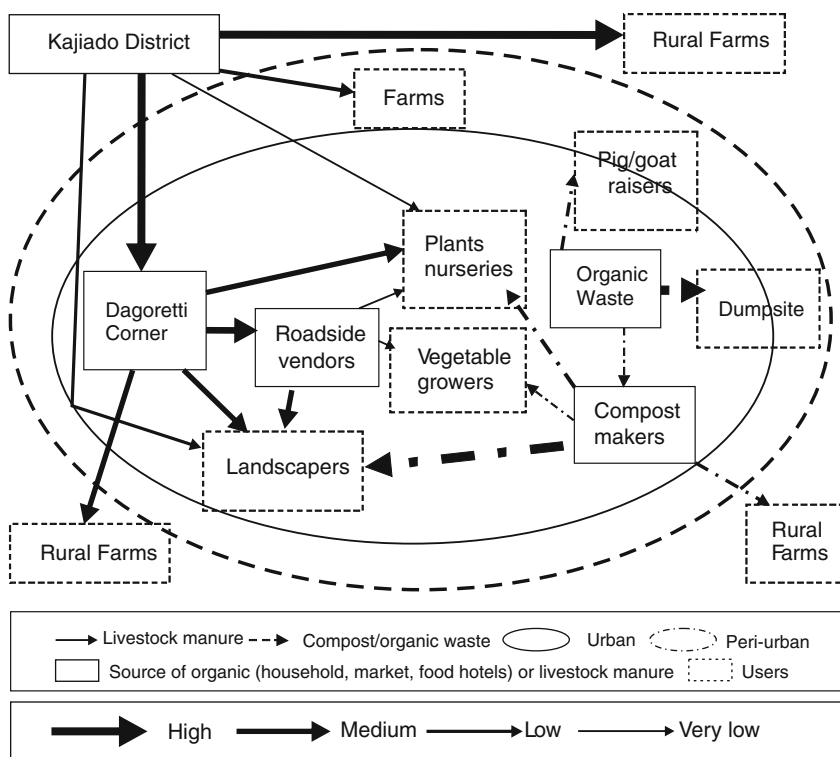 Kajiado District
Rural Farms
Farms
Pig/goat
raisers
Plants
nurseries
Organic
Waste
Dumpsite
Dagoretti
Corner
Roadside
vendors
Vegetable
growers
Compost
makers
Landscapers
Rural Farms
Rural
Farms
Livestock manure
Compost/organic waste
Urban
Peri-urban
Source of organic (household, market, food hotels) or livestock manure
Users
High
Medium
Low
Very low